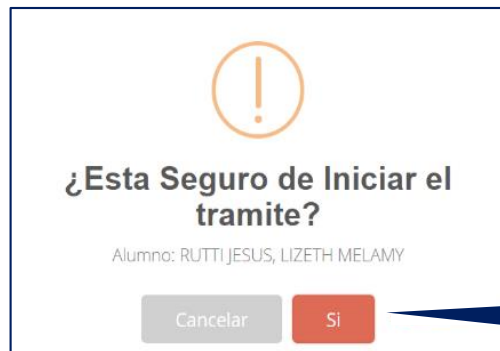 ¿Esta Seguro de Iniciar el
tramite?
Alumno: RUTTI JESUS, LIZETH MELAMY
Cancelar
Si